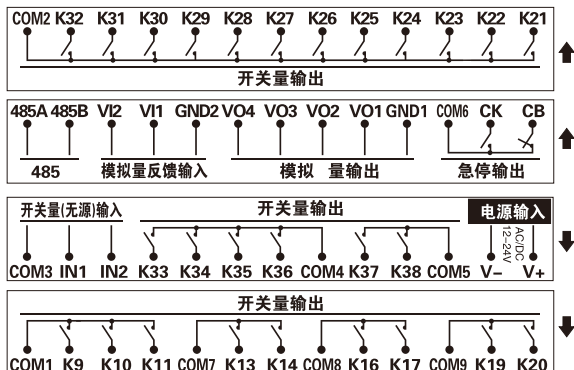 COM2 K32 K31 K30 K29 K28 K27 K26 K25 K24 K23 K22 K21
开关量输出
485A 485B VI2 VI1 GND2 VO4 VO3 VO2 VO1 GND1 COM6 CK CB
485 模拟量反馈输入 模拟 量输出 急停输出
开关量(无源)输入 开关量输出 电源输入
AC/DC
12-24V
COM3 IN1 IN2 K33 K34 K35 K36 COM4 K37 K38 COM5 V- V+
开关量输出
COM1 K9 K10 K11 COM7 K13 K14 COM8 K16 K17 COM9 K19 K20